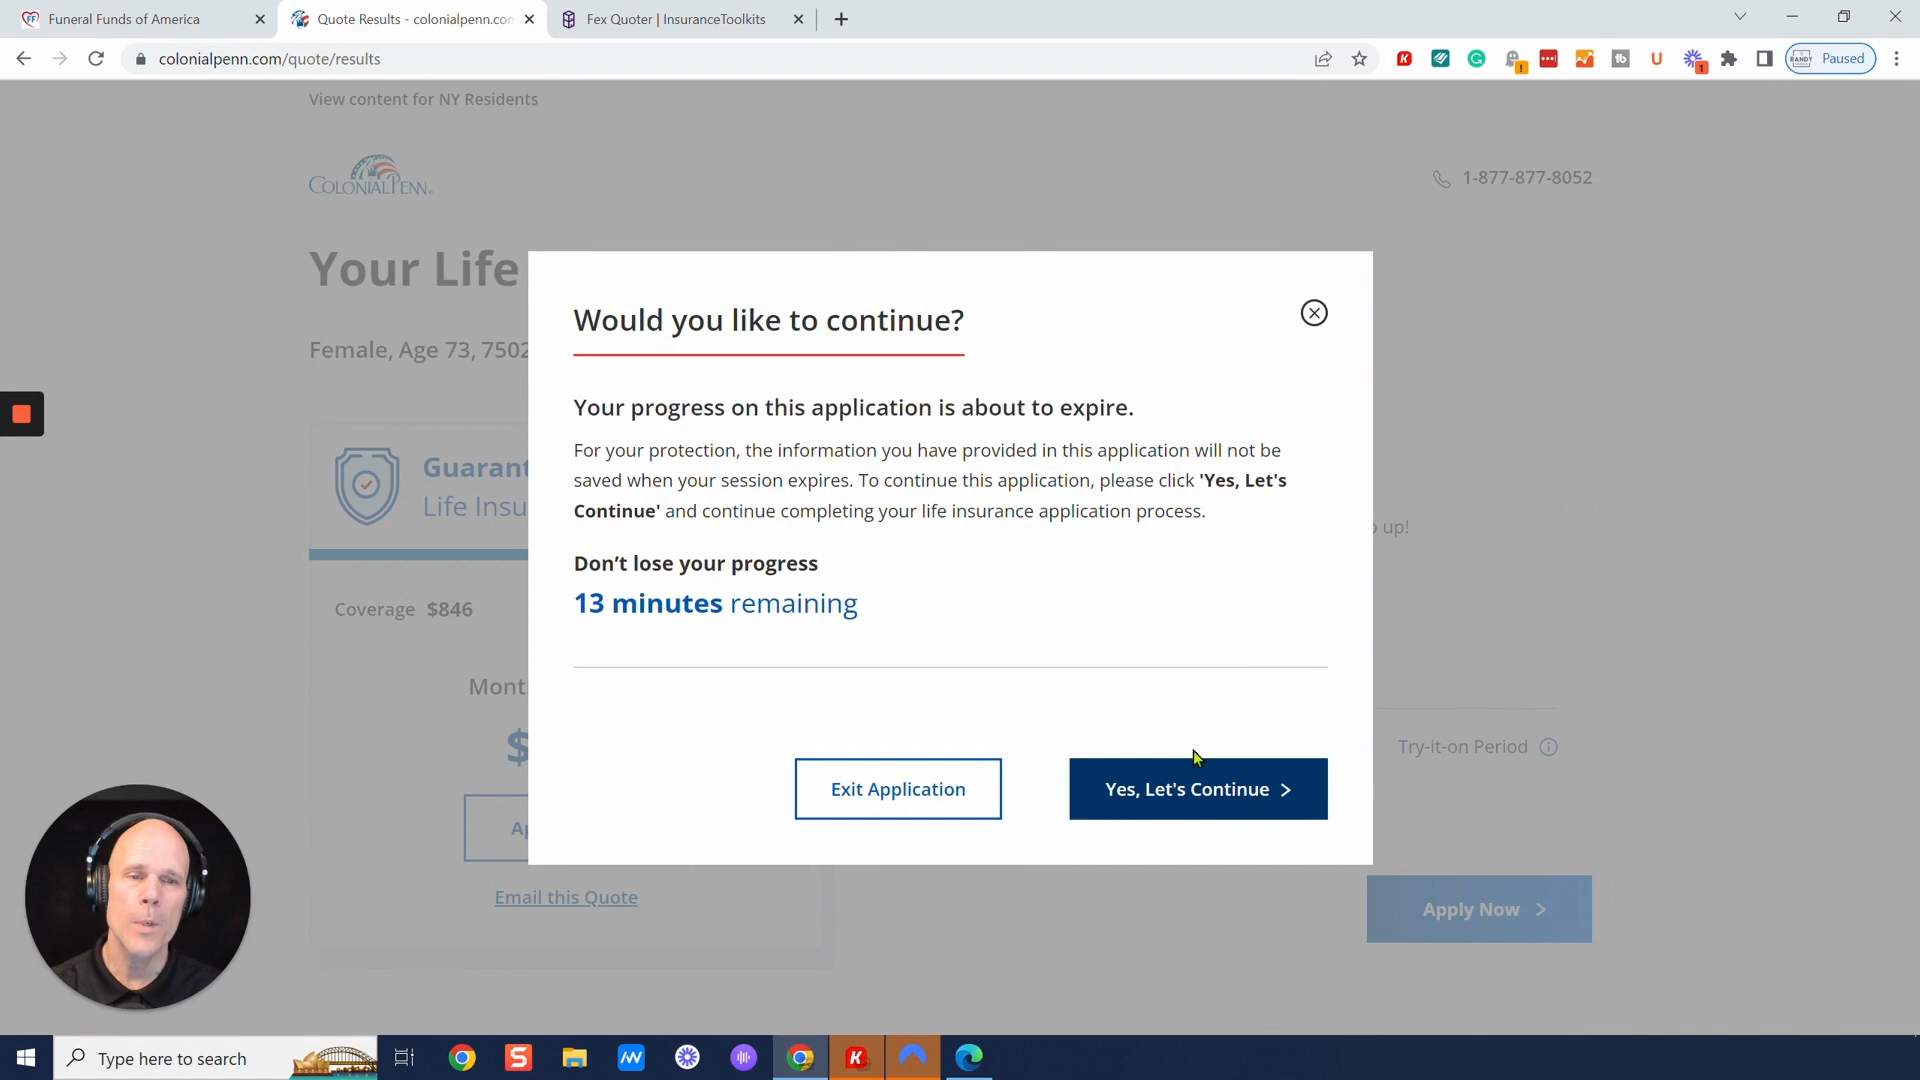 Funeral Funds of America
Quote Results - colonialpenn.com
Fex Quoter | InsuranceToolkits
colonialpenn.com/quote/results
RANDY
Paused
View content for NY Residents
COLONIALPENN®
1-877-877-8052
Your Life
Female, Age 73, 7502
Would you like to continue?
Your progress on this application is about to expire.
For your protection, the information you have provided in this application will not be
saved when your session expires. To continue this application, please click 'Yes, Let's
Continue' and continue completing your life insurance application process.
Don’t lose your progress
13 minutes remaining
Exit Application
Yes, Let's Continue >
Guarant
Life Insu
up!
Coverage $846
Mont
$
Try-it-on Period
Ap
Email this Quote
Apply Now >
Type here to search